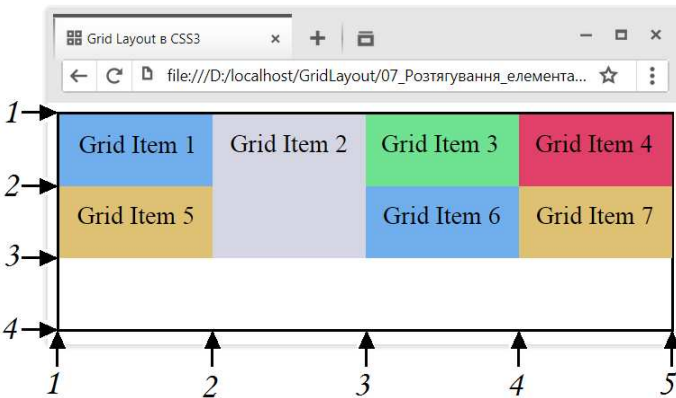 Grid Layout в CSS3
file:///D:/localhost/GridLayout/07_Розтягування_елемента...
1
Grid Item 1 Grid Item 2 Grid Item 3 Grid Item 4
2
Grid Item 5 Grid Item 6 Grid Item 7
3
4
1 2 3 4 5